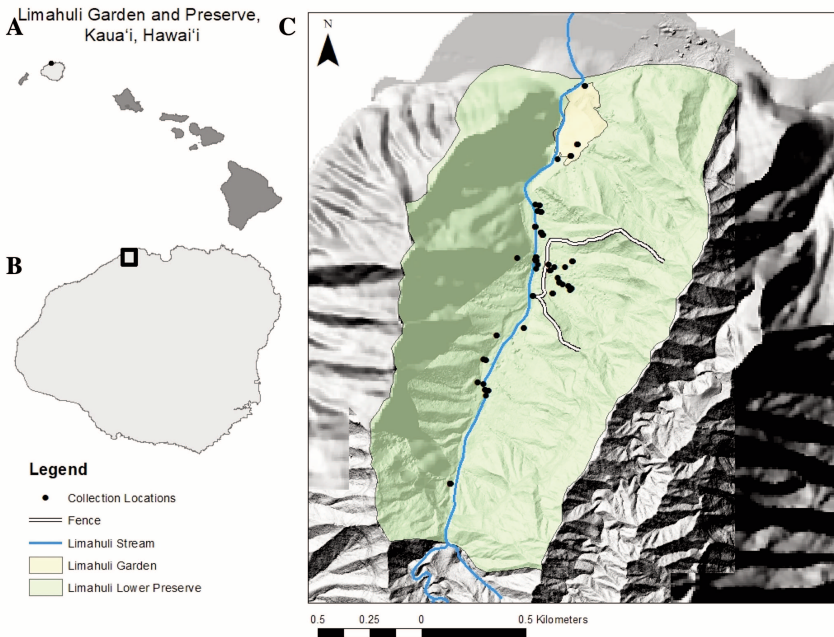 A
Limahuli Garden and Preserve,
Kaua‘i, Hawai‘i
B
Legend
Collection Locations
Fence
Limahuli Stream
Limahuli Garden
Limahuli Lower Preserve
C
N
0.5 0.25 0 0.5 Kilometers